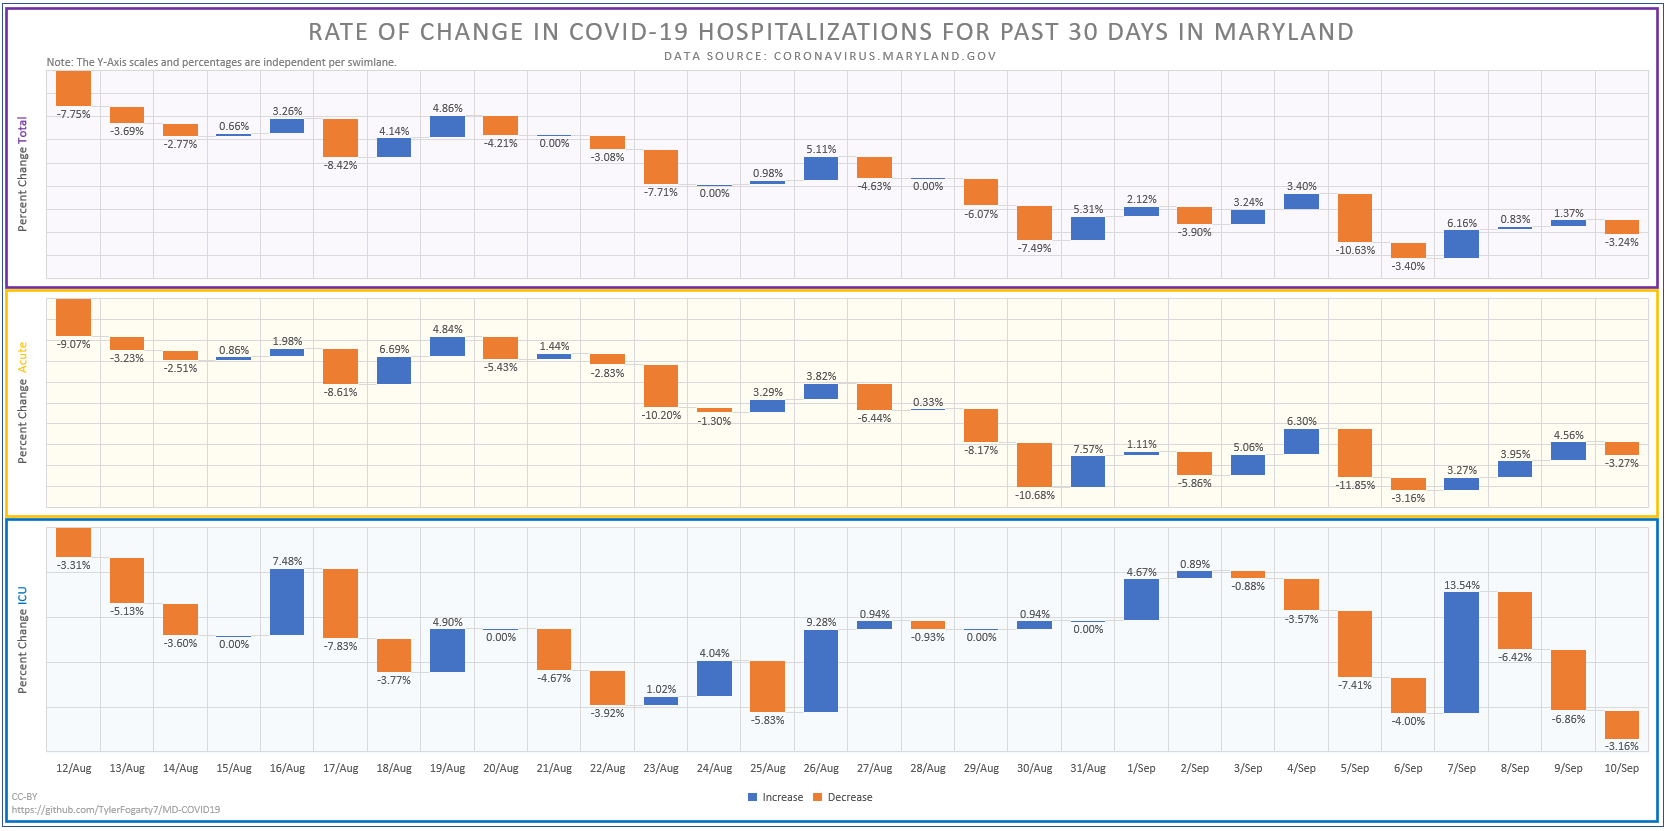 RATE OF CHANGE IN COVID-19 HOSPITALIZATIONS FOR PAST 30 DAYS IN MARYLAND
DATA SOURCE: CORONAVIRUS.MARYLAND.GOV
Note: The Y-Axis scales and percentages are independent per swimlane.
Percent Change Total
-7.75% -3.69% -2.77% 0.66% 3.26% -8.42% 4.14% 4.86% -4.21% 0.00% -3.08% -7.71% 0.00% 0.98% 5.11% -4.63% 0.00% -6.07% -7.49% 5.31% 2.12% -3.90% 3.24% 3.40% -10.63% -3.40% 6.16% 0.83% 1.37% -3.24%
Percent Change Acute
-9.07% -3.23% -2.51% 0.86% 1.98% -8.61% 6.69% 4.84% -5.43% 1.44% -2.83% -10.20% -1.30% 3.29% 3.82% -6.44% 0.33% -8.17% -10.68% 7.57% 1.11% -5.86% 5.06% 6.30% -11.85% -3.16% 3.27% 3.95% 4.56% -3.27%
Percent Change ICU
-3.31% -5.13% -3.60% 0.00% 7.48% -7.83% -3.77% 4.90% 0.00% -4.67% -3.92% 1.02% 4.04% -5.83% 9.28% 0.94% -0.93% 0.00% 0.94% 0.00% 4.67% 0.89% -0.88% -3.57% -7.41% -4.00% 13.54% -6.42% -6.86% -3.16%
12/Aug 13/Aug 14/Aug 15/Aug 16/Aug 17/Aug 18/Aug 19/Aug 20/Aug 21/Aug 22/Aug 23/Aug 24/Aug 25/Aug 26/Aug 27/Aug 28/Aug 29/Aug 30/Aug 31/Aug 1/Sep 2/Sep 3/Sep 4/Sep 5/Sep 6/Sep 7/Sep 8/Sep 9/Sep 10/Sep
Increase Decrease
CC-BY
https://github.com/TylerFogarty7/MD-COVID19